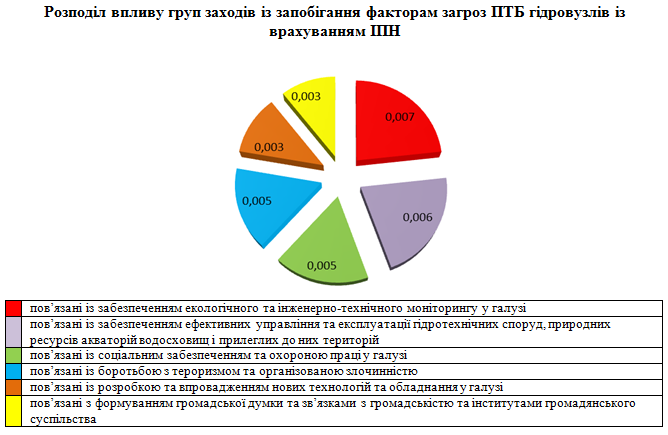 Розподіл впливу груп заходів із запобігання факторам загроз ПТБ гідровузлів із
врахуванням ІПН
0,003
0,007
0,003
0,005
0,006
0,005
пов’язані із забезпеченням екологічного та інженерно-технічного моніторингу у галузі
пов’язані із забезпеченням ефективних управління та експлуатації гідротехнічних споруд, природних
ресурсів акваторій водосховищ і прилеглих до них територій
пов’язані із соціальним забезпеченням та охороною праці у галузі
пов’язані із боротьбою з тероризмом та організованою злочинністю
пов’язані із розробкою та впровадженням нових технологій та обладнання у галузі
пов’язані з формуванням громадської думки та зв’язками з громадськістю та інститутами громадянського
суспільства